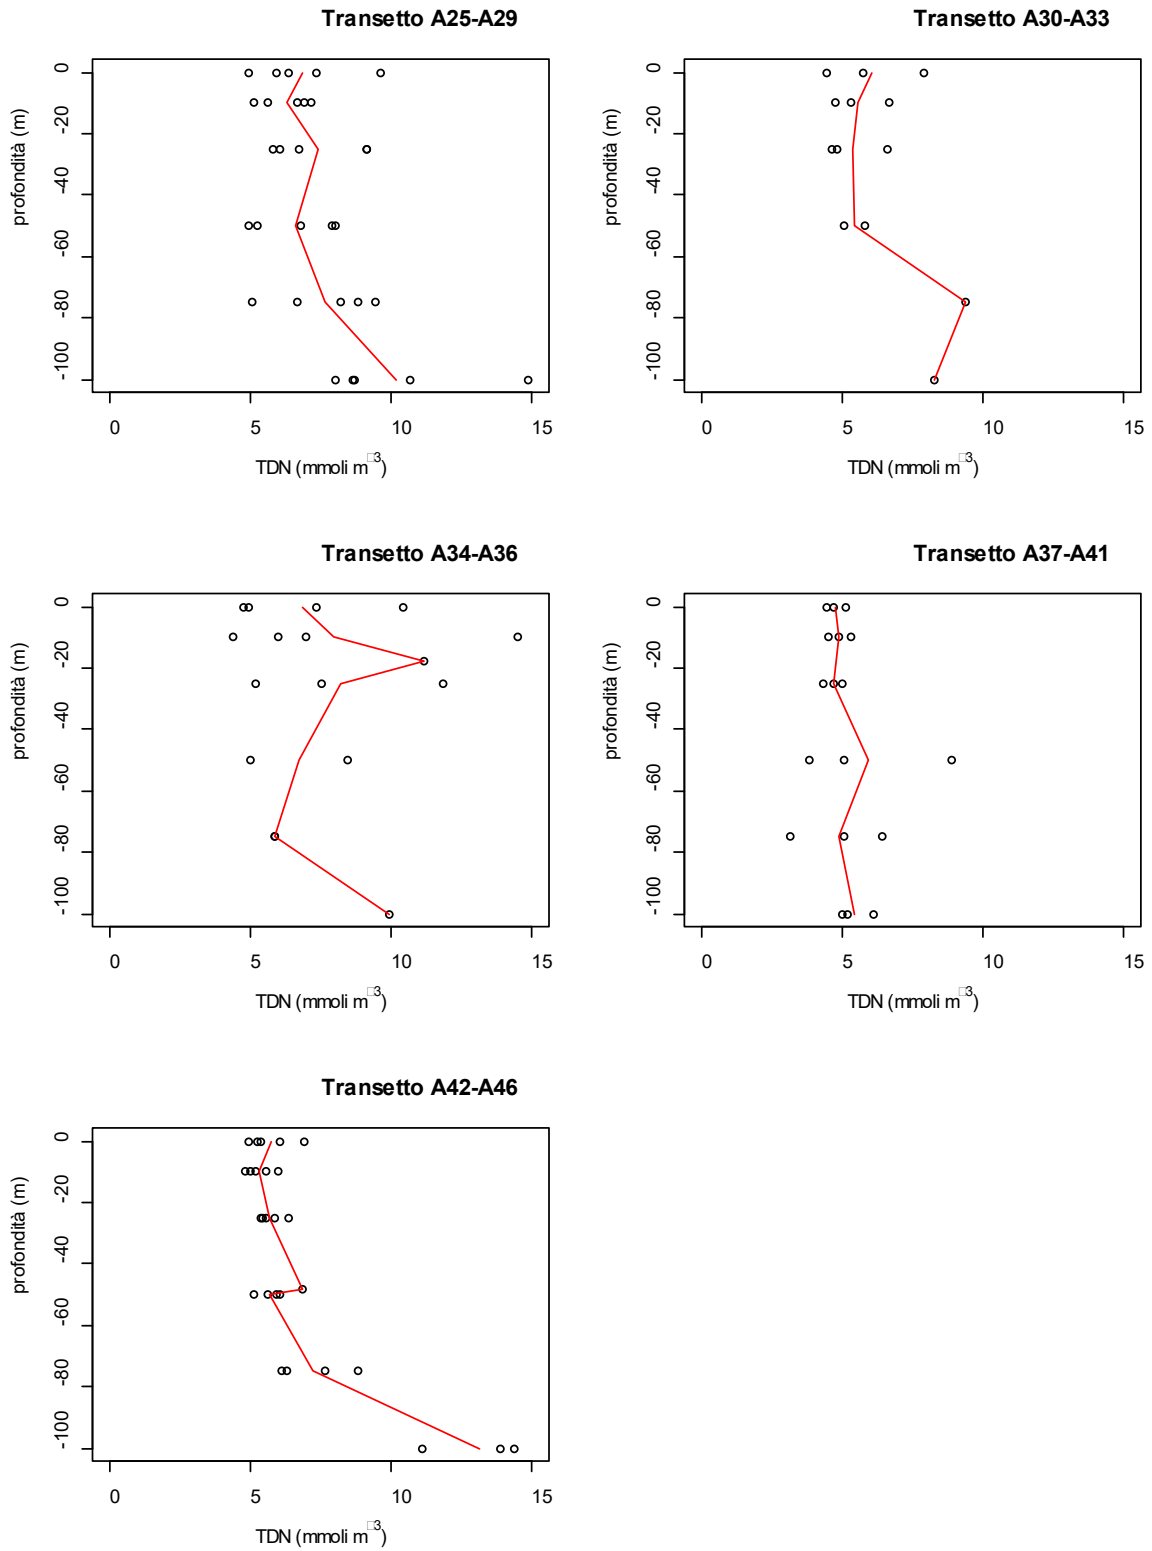 Transetto A25-A29
Transetto A30-A33
profondità (m)
0
-20
-40
-60
-80
-100
0 5 10 15
TDN (mmoli m□3)
profondità (m)
0
-20
-40
-60
-80
-100
0 5 10 15
TDN (mmoli m□3)
Transetto A34-A36
Transetto A37-A41
profondità (m)
0
-20
-40
-60
-80
-100
0 5 10 15
TDN (mmoli m□3)
profondità (m)
0
-20
-40
-60
-80
-100
0 5 10 15
TDN (mmoli m□3)
Transetto A42-A46
profondità (m)
0
-20
-40
-60
-80
-100
0 5 10 15
TDN (mmoli m□3)